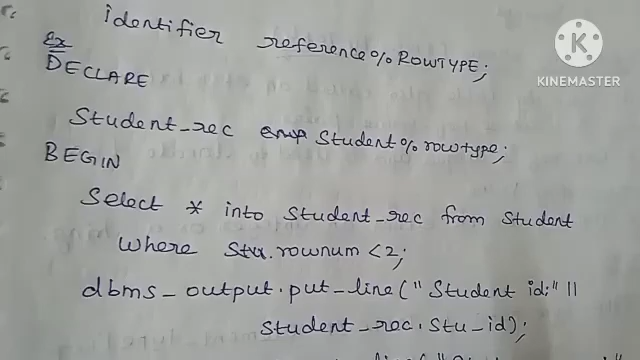 identifier reference%ROWTYPE;
Ex
DECLARE
Student_rec Student%rowtype;
BEGIN
Select * into Student_rec from Student
Where Stu.rownum <2;
dbms_output.put_line("Student id:"||
Student_rec.Stu_id);
KINEMASTER